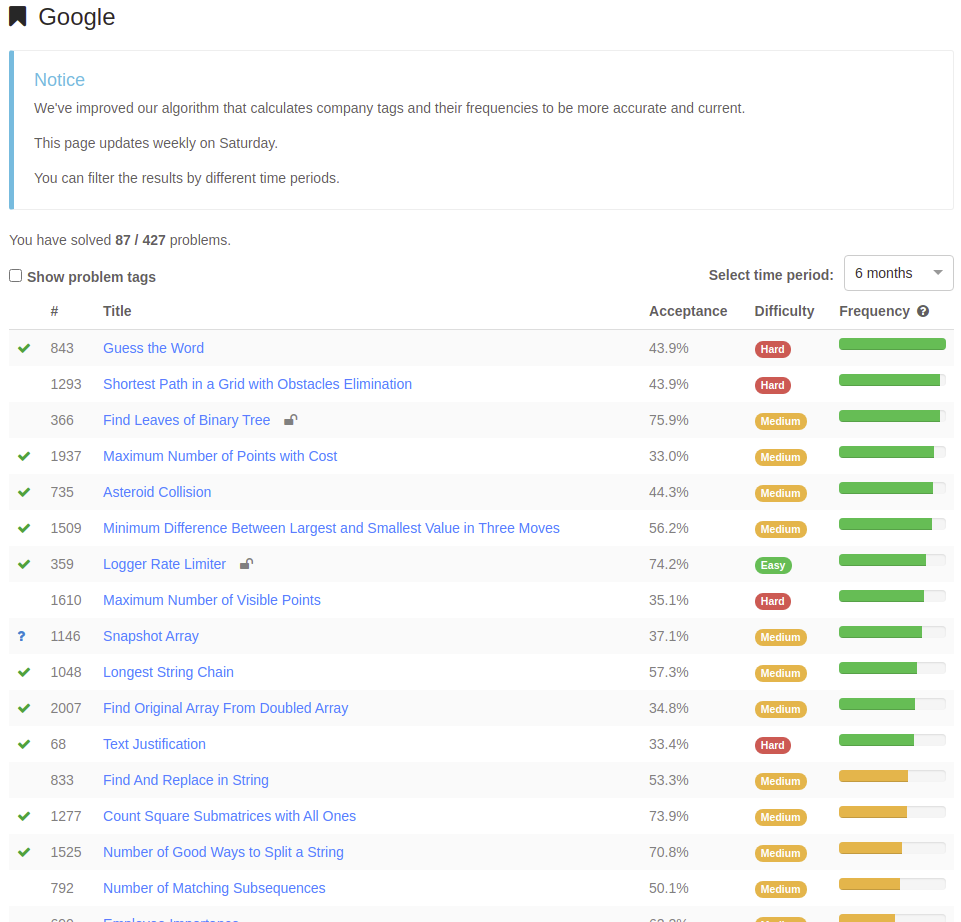 Google
Notice
We've improved our algorithm that calculates company tags and their frequencies to be more accurate and current.
This page updates weekly on Saturday.
You can filter the results by different time periods.
You have solved 87 / 427 problems.
Show problem tags Select time period: 6 months
# Title Acceptance Difficulty Frequency ?
843 Guess the Word 43.9% Hard
1293 Shortest Path in a Grid with Obstacles Elimination 43.9% Hard
366 Find Leaves of Binary Tree 75.9% Medium
1937 Maximum Number of Points with Cost 33.0% Medium
735 Asteroid Collision 44.3% Medium
1509 Minimum Difference Between Largest and Smallest Value in Three Moves 56.2% Medium
359 Logger Rate Limiter 74.2% Easy
1610 Maximum Number of Visible Points 35.1% Hard
? 1146 Snapshot Array 37.1% Medium
1048 Longest String Chain 57.3% Medium
2007 Find Original Array From Doubled Array 34.8% Medium
68 Text Justification 33.4% Hard
833 Find And Replace in String 53.3% Medium
1277 Count Square Submatrices with All Ones 73.9% Medium
1525 Number of Good Ways to Split a String 70.8% Medium
792 Number of Matching Subsequences 50.1% Medium
Employee Importance